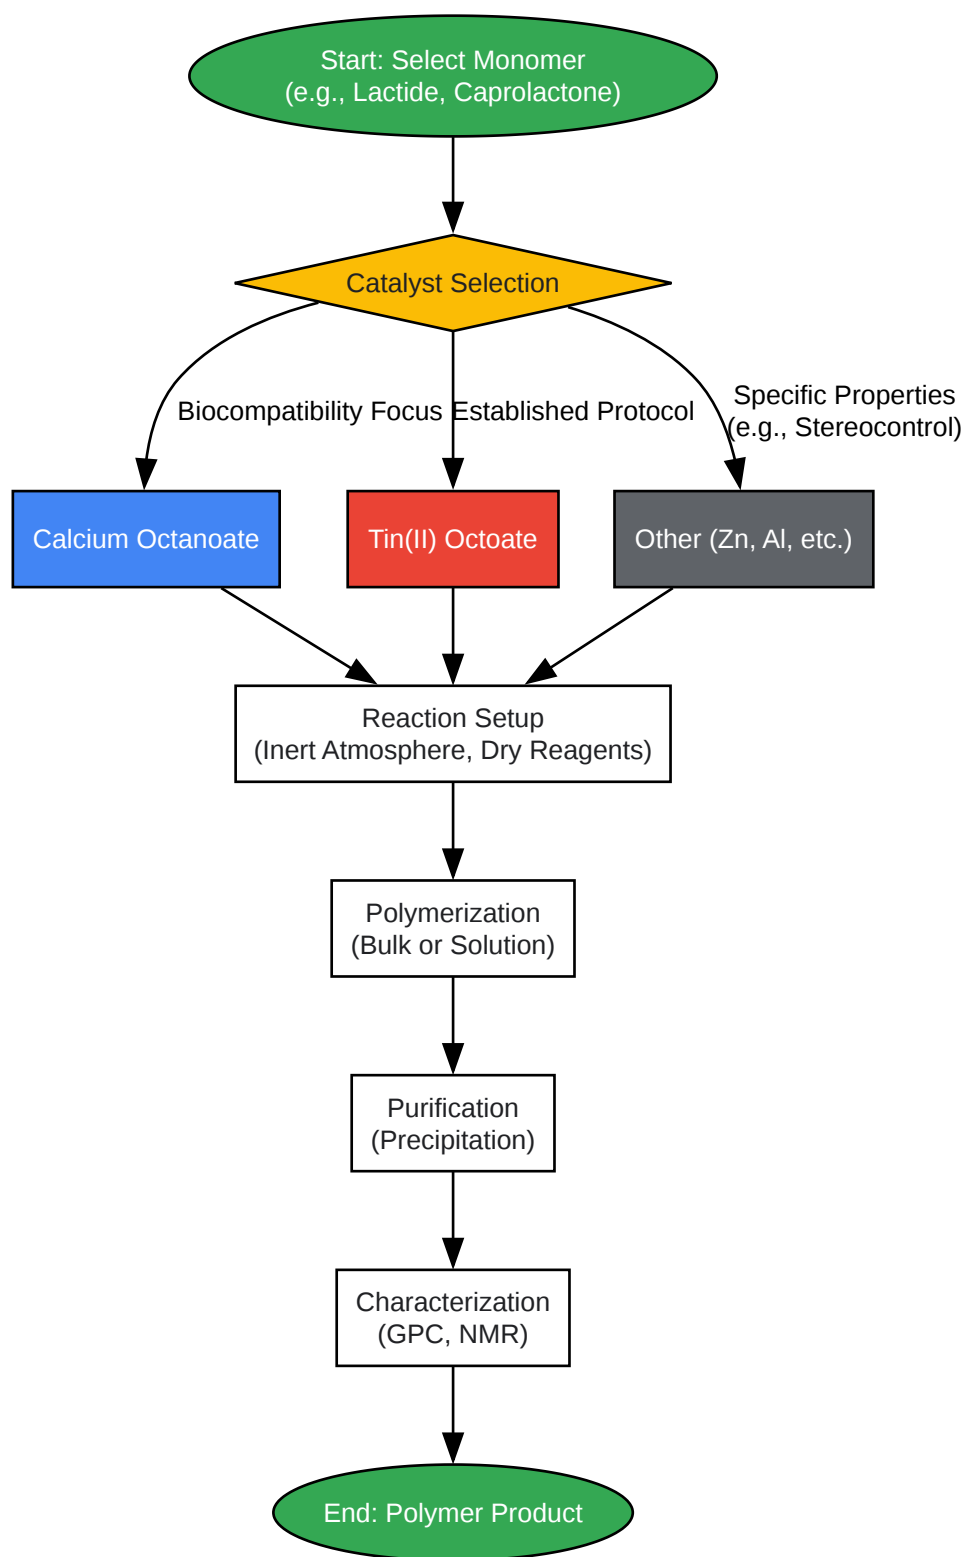 Start: Select Monomer
(e.g., Lactide, Caprolactone)
Catalyst Selection
Biocompatibility Focus
Established Protocol
Specific Properties
(e.g., Stereocontrol)
Calcium Octanoate
Tin(II) Octoate
Other (Zn, Al, etc.)
Reaction Setup
(Inert Atmosphere, Dry Reagents)
Polymerization
(Bulk or Solution)
Purification
(Precipitation)
Characterization
(GPC, NMR)
End: Polymer Product